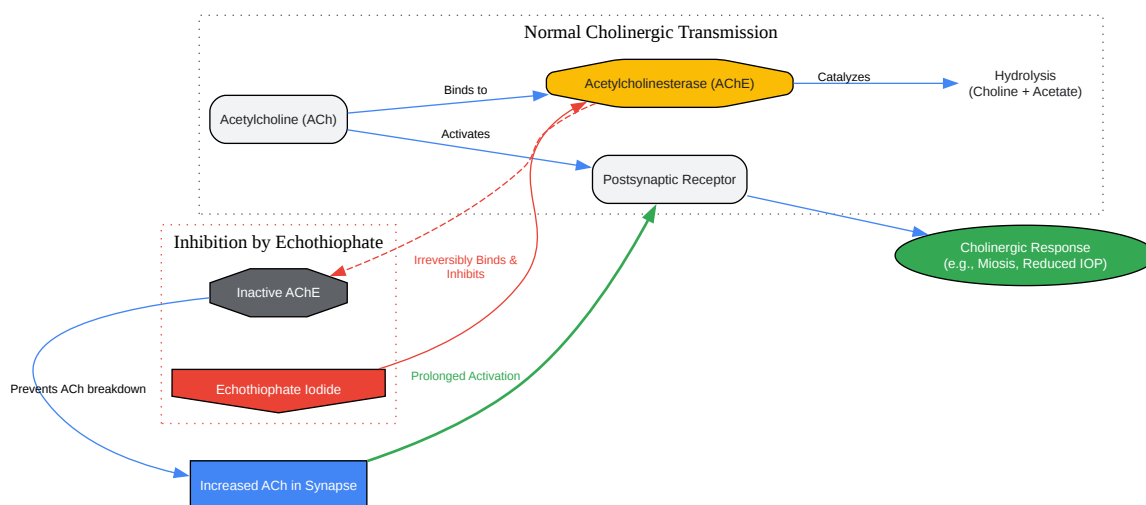 Normal Cholinergic Transmission
Acetylcholinesterase (AChE)
Catalyzes
Hydrolysis
(Choline + Acetate)
Binds to
Acetylcholine (ACh)
Activates
Postsynaptic Receptor
Inhibition by Echothiophate
Cholinergic Response
(e.g., Miosis, Reduced IOP)
Irreversibly Binds &
Inhibits
Inactive AChE
Prolonged Activation
Prevents ACh breakdown
Echothiophate Iodide
Increased ACh in Synapse